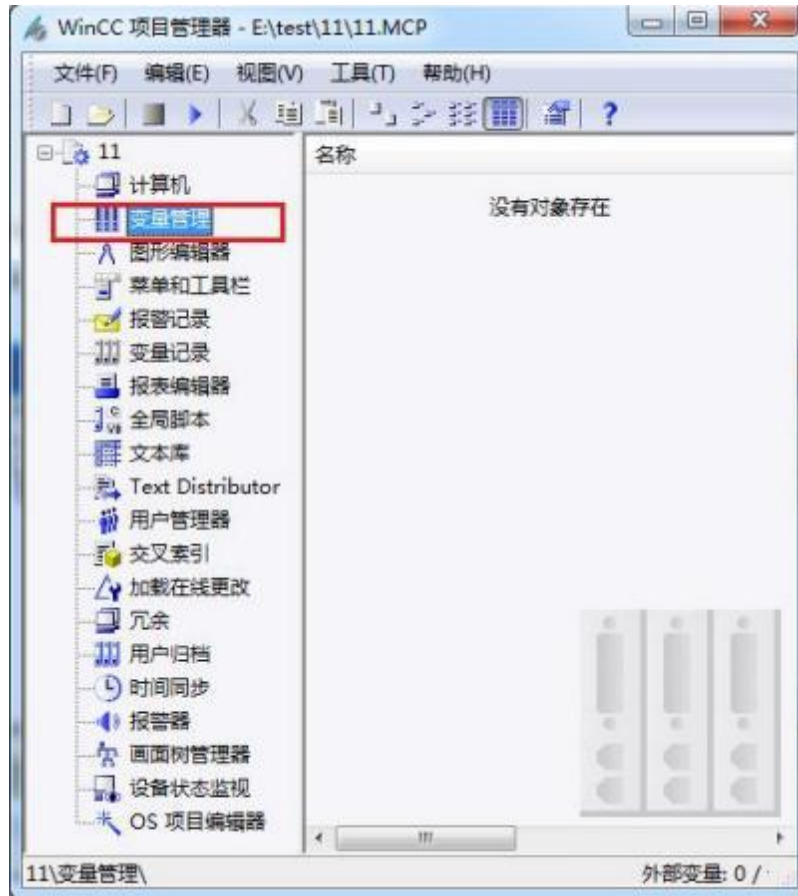 WinCC 项目管理器 - E:\test\11\11.MCP
文件(F) 编辑(E) 视图(V) 工具(T) 帮助(H)
11
名称
没有对象存在
计算机
变量管理
图形编辑器
菜单和工具栏
报警记录
变量记录
报表编辑器
全局脚本
文本库
Text Distributor
用户管理器
交叉索引
加载在线更改
冗余
用户归档
时间同步
报警器
画面树管理器
设备状态监视
OS 项目编辑器
11\变量管理\ 外部变量: 0 /